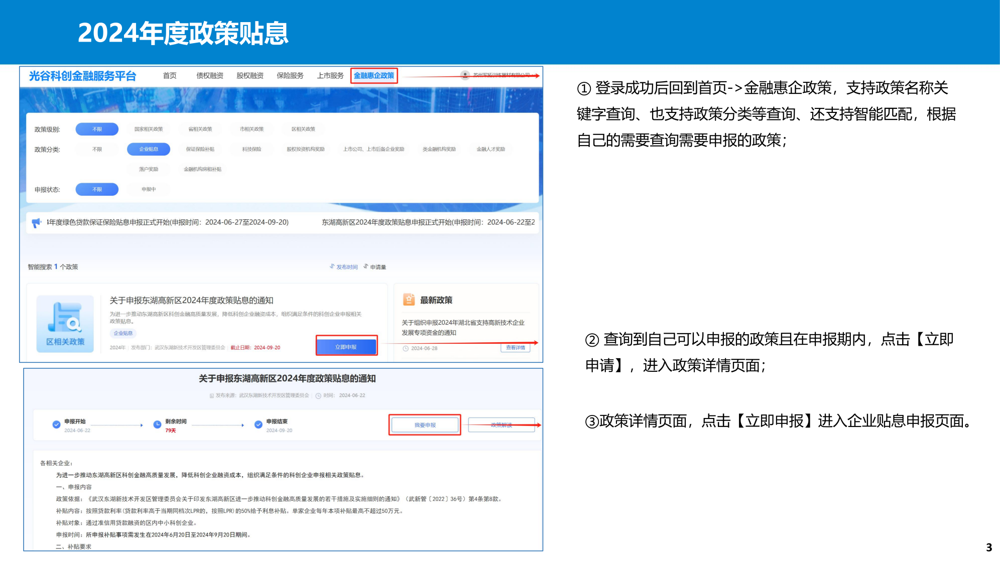 2024年度政策贴息
光谷科创金融服务平台 首页 债权融资 股权融资 保险服务 上市服务 金融惠企政策
政策级别: 不限 国家相关政策 省相关政策 市相关政策 区相关政策
政策分类: 不限 企业贴息 保证保险补贴 科技保险 股权投资机构奖励 上市公司、上市后备企业奖励 类金融机构奖励 金融人才奖励
落户奖励 金融机构房租补贴
申报状态: 不限 申报中
年度绿色贷款保证保险贴息申报正式开始(申报时间：2024-06-27至2024-09-20) 东湖高新区2024年度政策贴息申报正式开始(申报时间：2024-06-22至2
智能搜索 1 个政策 发布时间 申请量
关于申报东湖高新区2024年度政策贴息的通知
为进一步推动东湖高新区科创金融高质量发展，降低科创企业融资成本，组织满足条件的科创企业申报相关
政策贴息。
企业贴息
区相关政策
2024年 发布部门：武汉东湖新技术开发区管理委员会 截止日期：2024-09-20 立即申报
最新政策
关于组织申报2024年湖北省支持高新技术企业
发展专项资金的通知
2024-06-28 查看详情
关于申报东湖高新区2024年度政策贴息的通知
发布来源：武汉东湖新技术开发区管理委员会 时间： 2024-06-22
申报开始 剩余时间 申报结束
2024-06-22 79天 2024-09-20
我要申报 政策解读
各相关企业：
为进一步推动东湖高新区科创金融高质量发展，降低科创企业融资成本，组织满足条件的科创企业申报相关政策贴息。
一、申报内容
政策依据：《武汉东湖新技术开发区管理委员会关于印发东湖高新区进一步推动科创金融高质量发展的若干措施及实施细则的通知》（武新管〔2022〕36号）第4条第8款。
补贴内容：按照贷款利率(贷款利率高于当期同档次LPR的，按照LPR)的50%给予利息补贴。单家企业每年本项补贴最高不超过50万元。
补贴对象：通过准信用贷款融资的区内中小科创企业。
申报时间：所申报补贴事项需发生在2024年6月20日至2024年9月20日期间。
二、补贴要求
① 登录成功后回到首页->金融惠企政策，支持政策名称关
键字查询、也支持政策分类等查询、还支持智能匹配，根据
自己的需要查询需要申报的政策；
② 查询到自己可以申报的政策且在申报期内，点击【立即
申请】，进入政策详情页面；
③政策详情页面，点击【立即申报】进入企业贴息申报页面。
3